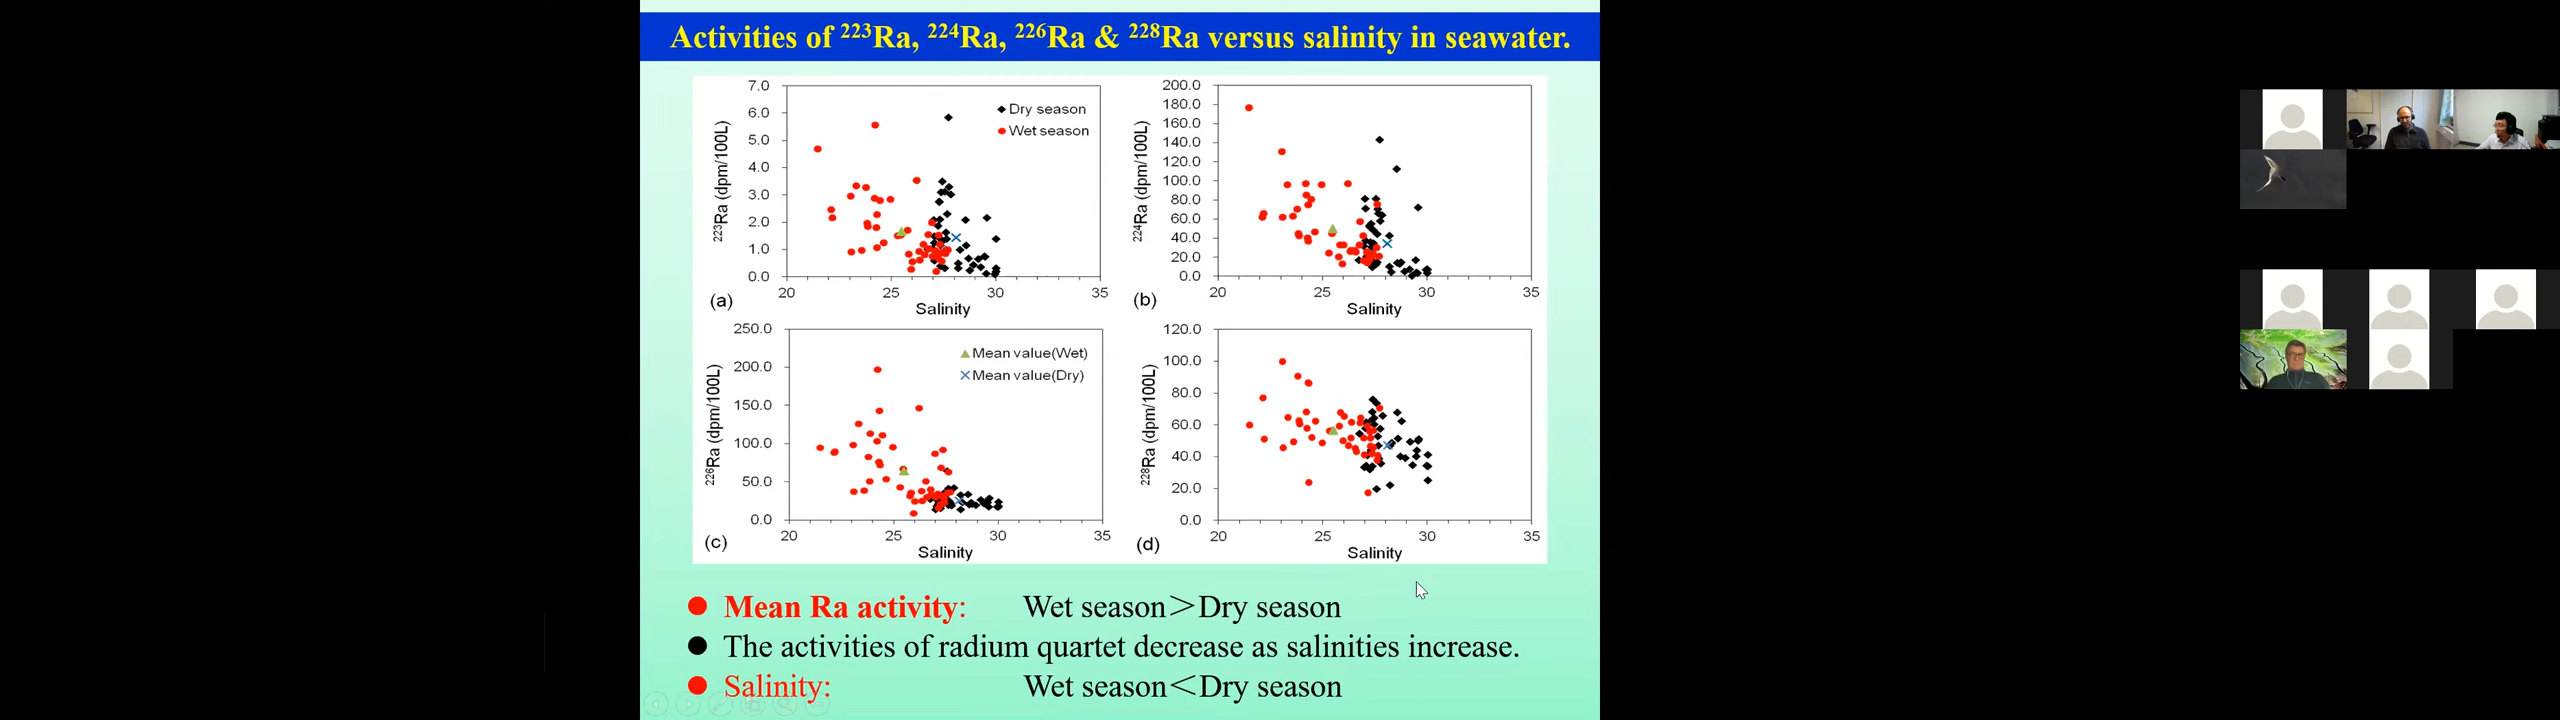 Activities of ²²³Ra, ²²⁴Ra, ²²⁶Ra & ²²⁸Ra versus salinity in seawater.
7.0
6.0
5.0
4.0
3.0
2.0
1.0
0.0
²²³Ra (dpm/100L)
Dry season
Wet season
20 25 30 35
(a)
Salinity
200.0
180.0
160.0
140.0
120.0
100.0
80.0
60.0
40.0
20.0
0.0
²²⁴Ra (dpm/100L)
20 25 30 35
(b)
Salinity
250.0
200.0
150.0
100.0
50.0
0.0
²²⁶Ra (dpm/100L)
Mean value(Wet)
Mean value(Dry)
20 25 30 35
(c)
Salinity
120.0
100.0
80.0
60.0
40.0
20.0
0.0
²²⁸Ra (dpm/100L)
20 25 30 35
(d)
Salinity
Mean Ra activity: Wet season＞Dry season
The activities of radium quartet decrease as salinities increase.
Salinity: Wet season＜Dry season